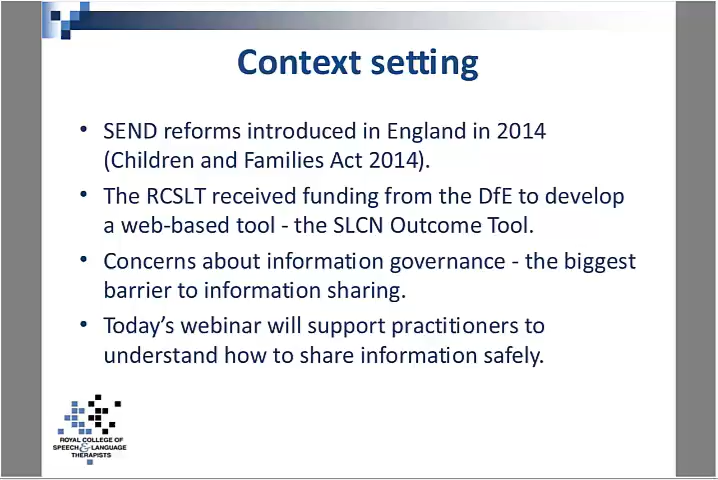 Context setting
• SEND reforms introduced in England in 2014
(Children and Families Act 2014).
• The RCSLT received funding from the DfE to develop
a web-based tool - the SLCN Outcome Tool.
• Concerns about information governance - the biggest
barrier to information sharing.
• Today’s webinar will support practitioners to
understand how to share information safely.
ROYAL COLLEGE OF
SPEECH & LANGUAGE
THERAPISTS